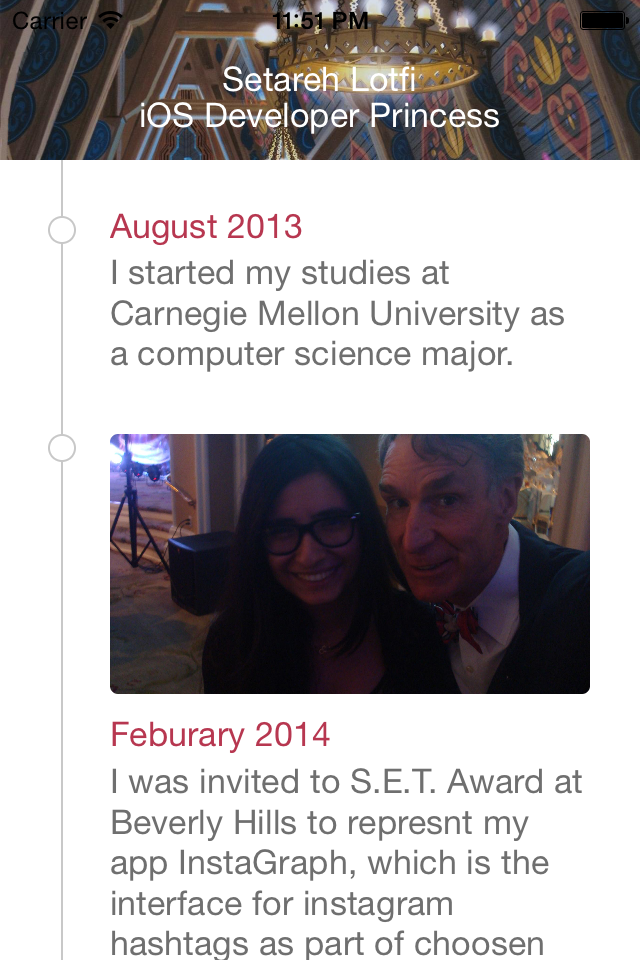 Carrier 11:51 PM
Setareh Lotfi
iOS Developer Princess
August 2013
I started my studies at
Carnegie Mellon University as
a computer science major.
Feburary 2014
I was invited to S.E.T. Award at
Beverly Hills to represnt my
app InstaGraph, which is the
interface for instagram
hashtags as part of choosen